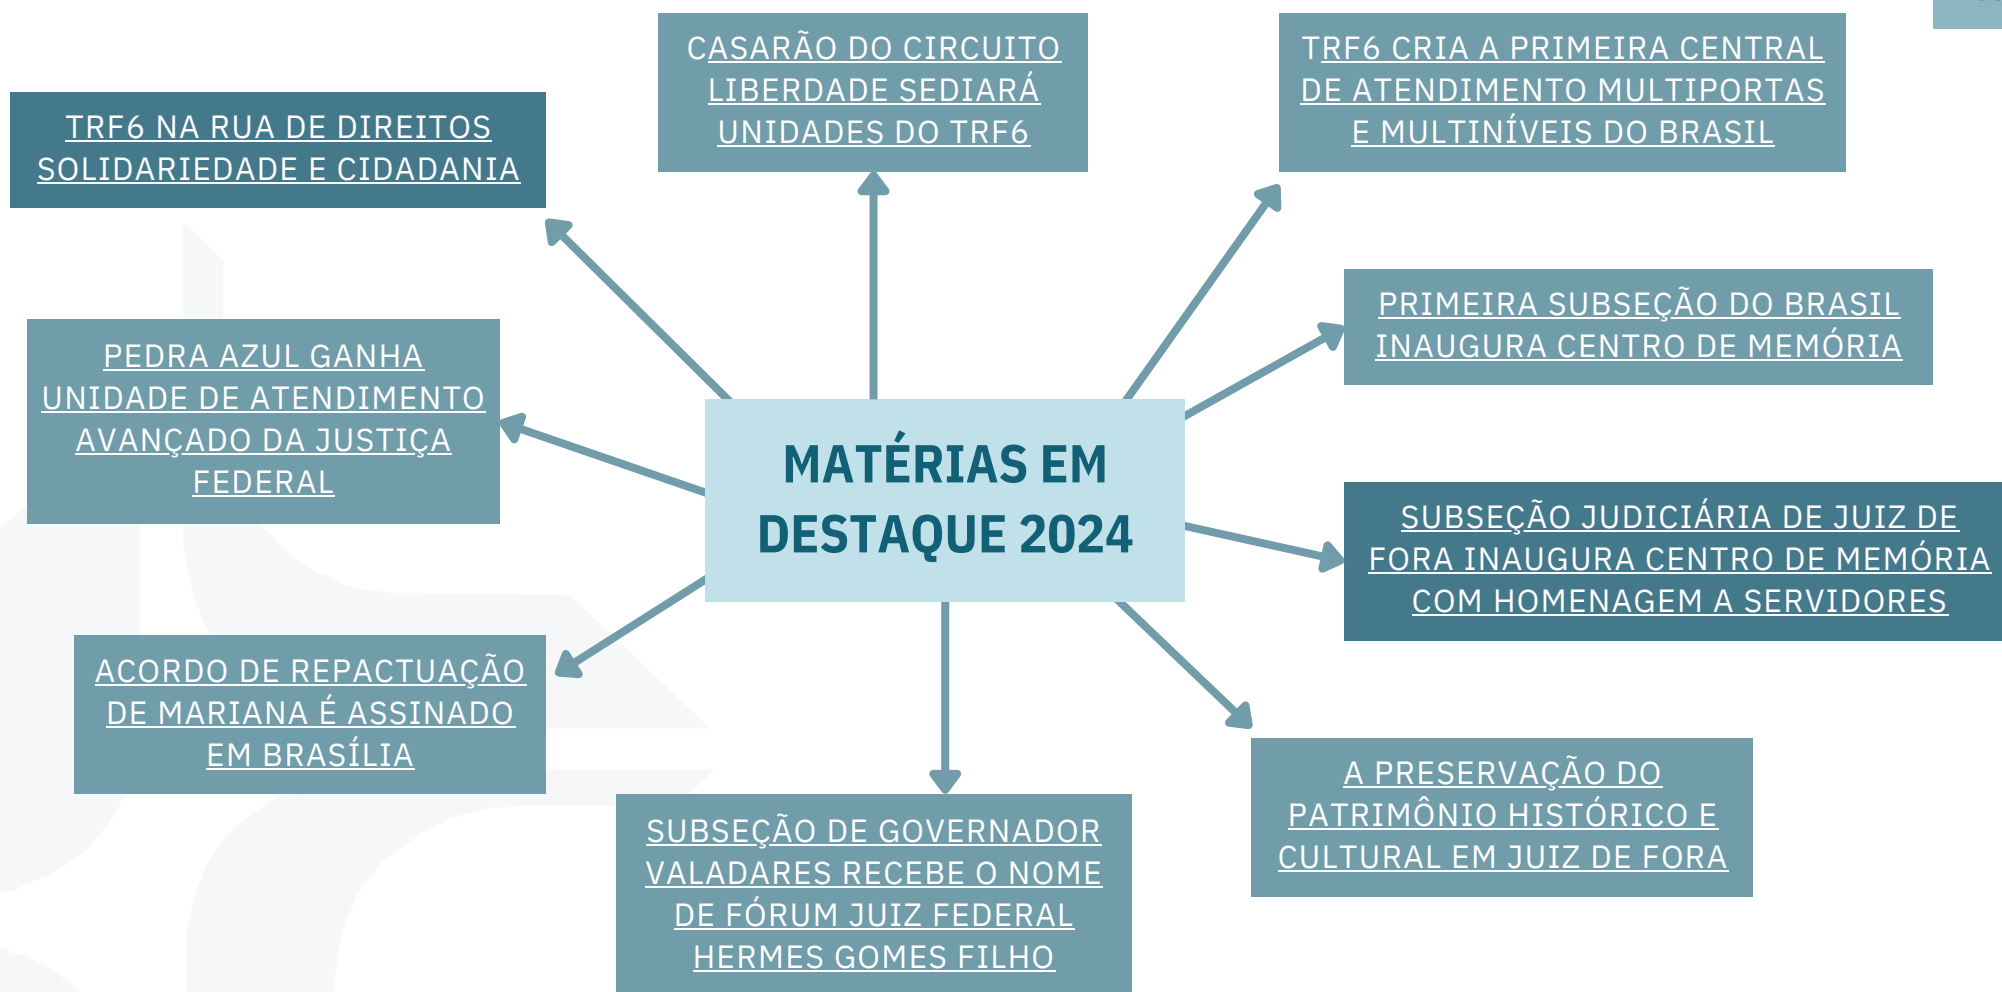 CASARÃO DO CIRCUITO
LIBERDADE SEDIARÁ
UNIDADES DO TRF6
TRF6 CRIA A PRIMEIRA CENTRAL
DE ATENDIMENTO MULTIPORTAS
E MULTINÍVEIS DO BRASIL
TRF6 NA RUA DE DIREITOS
SOLIDARIEDADE E CIDADANIA
PRIMEIRA SUBSEÇÃO DO BRASIL
INAUGURA CENTRO DE MEMÓRIA
PEDRA AZUL GANHA
UNIDADE DE ATENDIMENTO
AVANÇADO DA JUSTIÇA
FEDERAL
MATÉRIAS EM
DESTAQUE 2024
SUBSEÇÃO JUDICIÁRIA DE JUIZ DE
FORA INAUGURA CENTRO DE MEMÓRIA
COM HOMENAGEM A SERVIDORES
ACORDO DE REPACTUAÇÃO
DE MARIANA É ASSINADO
EM BRASÍLIA
A PRESERVAÇÃO DO
PATRIMÔNIO HISTÓRICO E
CULTURAL EM JUIZ DE FORA
SUBSEÇÃO DE GOVERNADOR
VALADARES RECEBE O NOME
DE FÓRUM JUIZ FEDERAL
HERMES GOMES FILHO